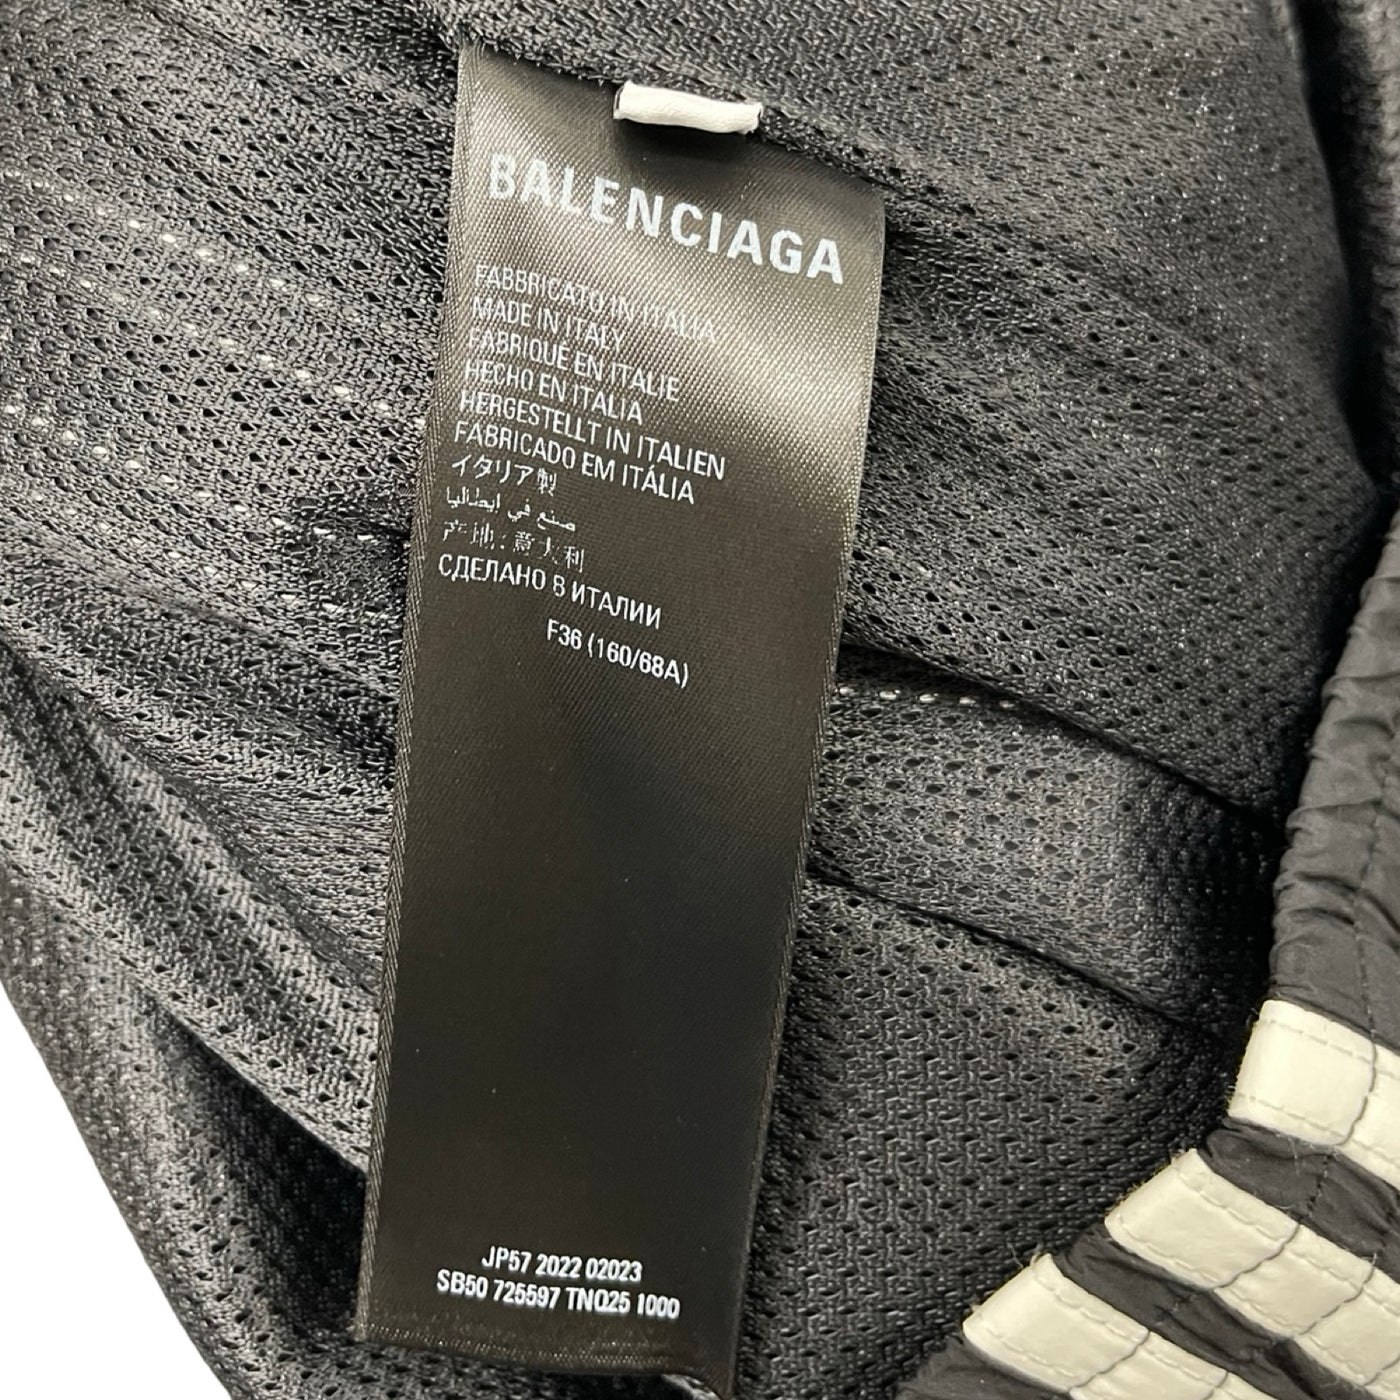 BALENCIAGA
FABBRICATO IN ITALIA
MADE IN ITALY
FABRIQUÉ EN ITALIE
HECHO EN ITALIA
HERGESTELLT IN ITALIEN
FABRICADO EM ITÁLIA
イタリア製
صنع في ايطاليا
产地：意大利
СДЕЛАНО В ИТАЛИИ
F36 (160/68A)
JP57 2022 02023
SB50 725597 TNQ25 1000